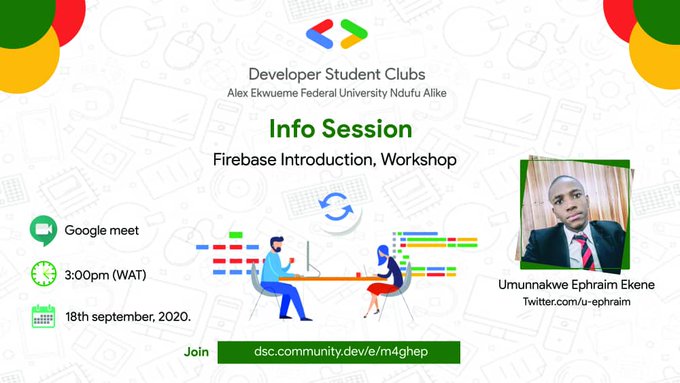 Developer Student Clubs
Alex Ekwueme Federal University Ndufu Alike
Info Session
Firebase Introduction, Workshop
Google meet
3:00pm (WAT)
18th september, 2020.
Umunnakwe Ephraim Ekene
Twitter.com/u-ephraim
Join
dsc.community.dev/e/m4ghep